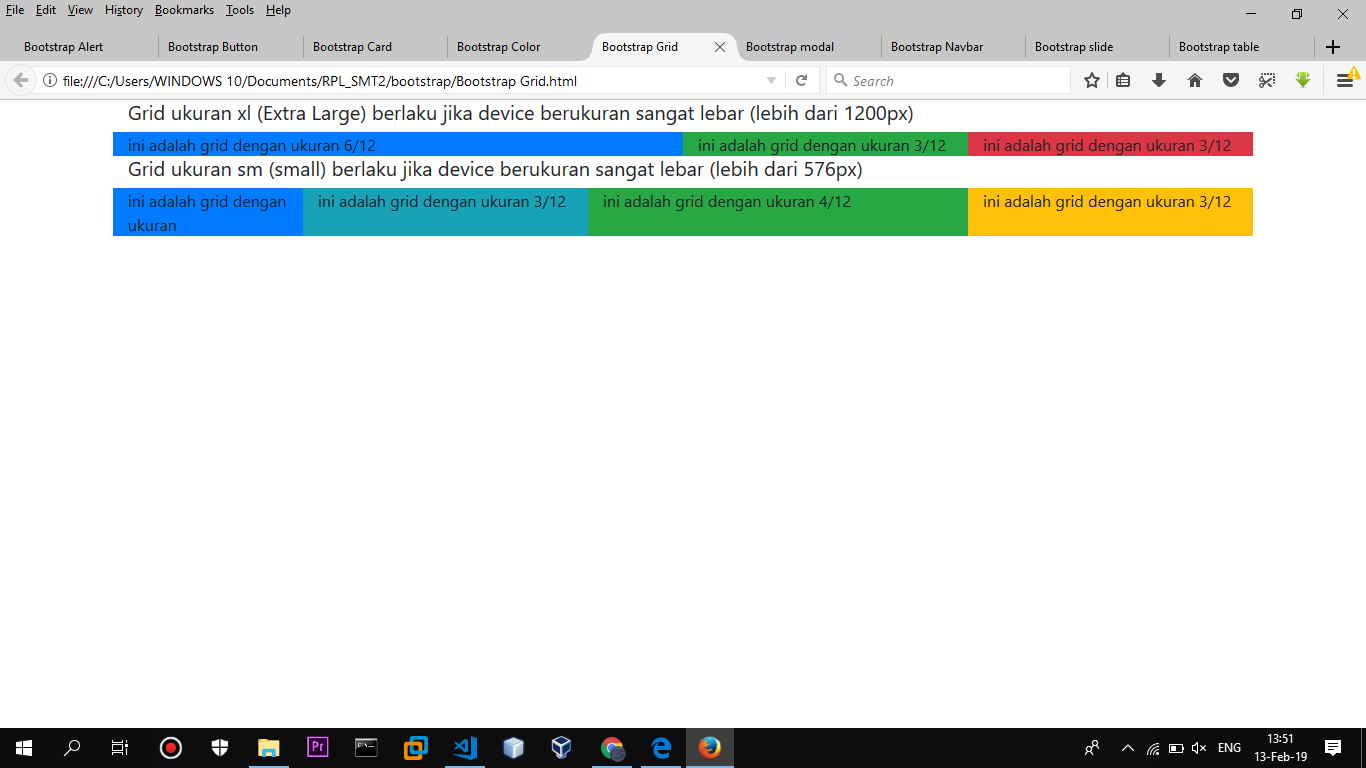 File Edit View History Bookmarks Tools Help
Bootstrap Alert Bootstrap Button Bootstrap Card Bootstrap Color Bootstrap Grid Bootstrap modal Bootstrap Navbar Bootstrap slide Bootstrap table
file:///C:/Users/WINDOWS 10/Documents/RPL_SMT2/bootstrap/Bootstrap Grid.html Search
Grid ukuran xl (Extra Large) berlaku jika device berukuran sangat lebar (lebih dari 1200px)
ini adalah grid dengan ukuran 6/12 ini adalah grid dengan ukuran 3/12 ini adalah grid dengan ukuran 3/12
Grid ukuran sm (small) berlaku jika device berukuran sangat lebar (lebih dari 576px)
ini adalah grid dengan ini adalah grid dengan ukuran 3/12 ini adalah grid dengan ukuran 4/12 ini adalah grid dengan ukuran 3/12
ukuran
Pr ENG 13:51
13-Feb-19